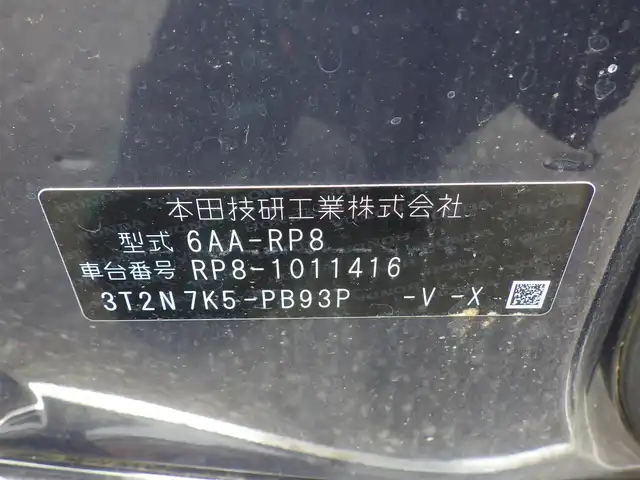 本田技研工業株式会社
型式 6AA-RP8
車台番号 RP8-1011416
3T2N7K5-PB93P -V -X